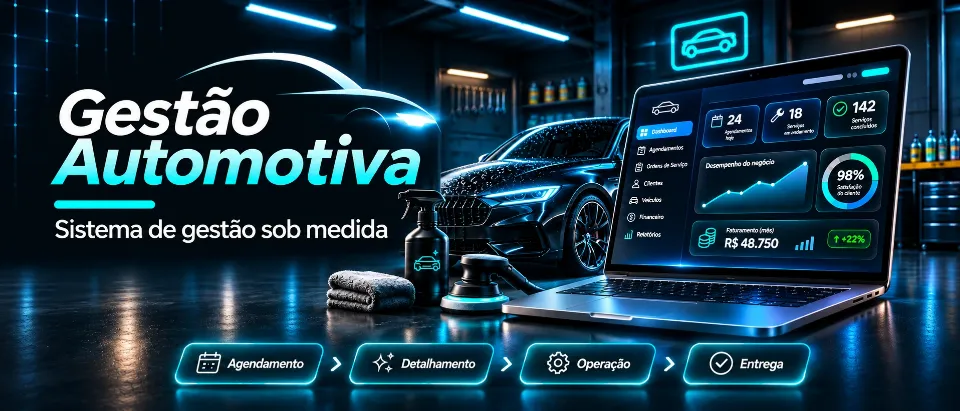 Gestão
Automotiva
Sistema de gestão sob medida
Dashboard
Agendamentos
Ordens de Serviço
Clientes
Veículos
Financeiro
Relatórios
24
Agendamentos
hoje
18
Serviços
em andamento
142
Serviços
concluídos
Desempenho do negócio
98%
Satisfação
do cliente
Faturamento (mês)
R$ 48.750
+22%
Agendamento
Detalhamento
Operação
Entrega